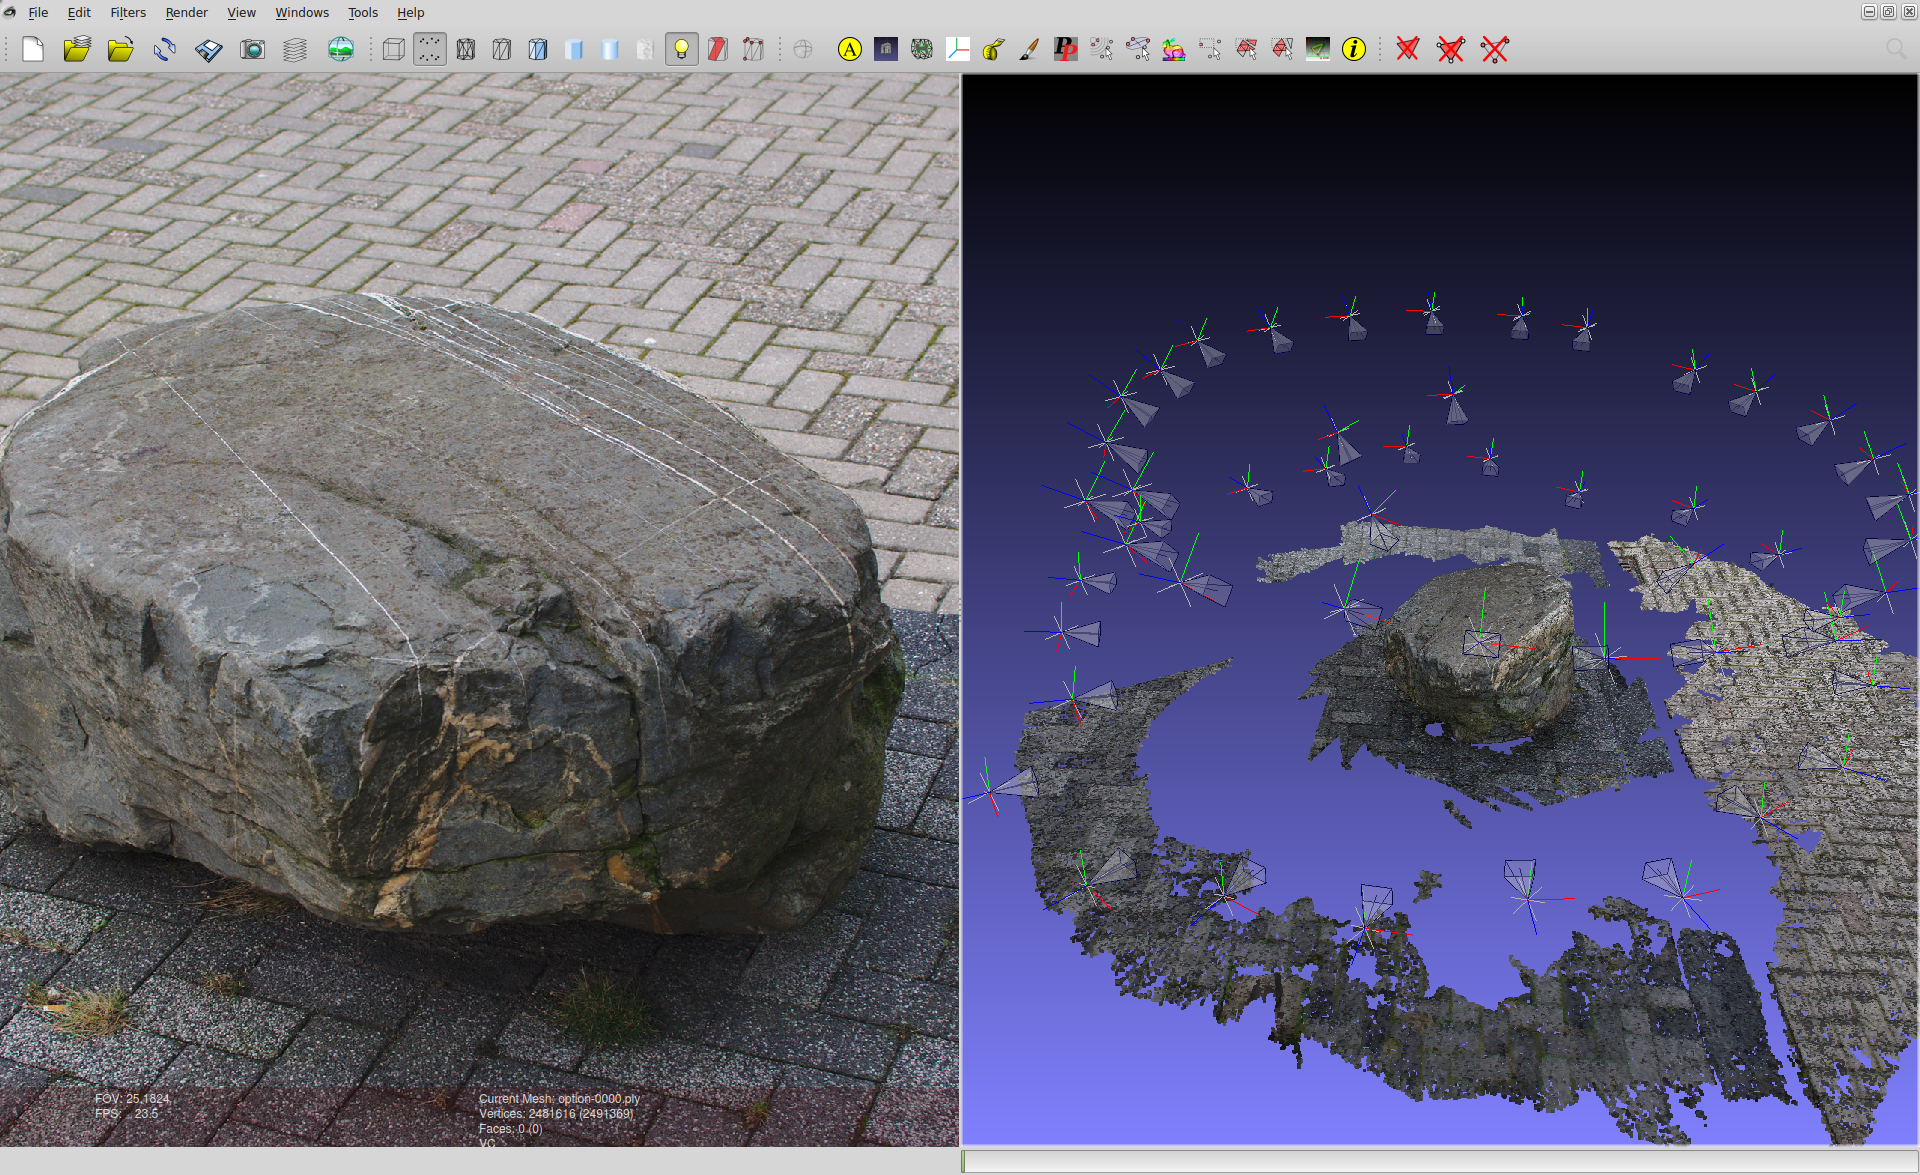 File Edit Filters Render View Windows Tools Help
A
PP
i
FOV: 25.1824
FPS: 23.5
Current Mesh: option-0000.ply
Vertices: 2481616 (2491369)
Faces: 0 (0)
VC